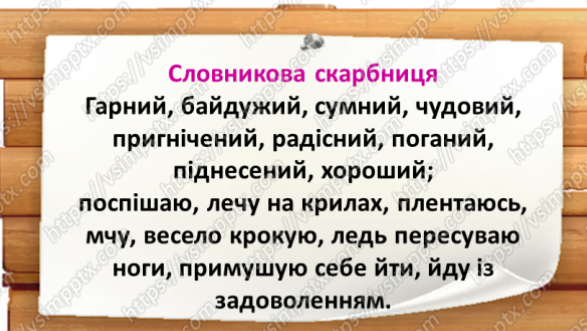 Словникова скарбниця
Гарний, байдужий, сумний, чудовий,
пригнічений, радісний, поганий,
піднесений, хороший;
поспішаю, лечу на крилах, плентаюсь,
мчу, весело крокую, ледь пересуваю
ноги, примушую себе йти, йду із
задоволенням.